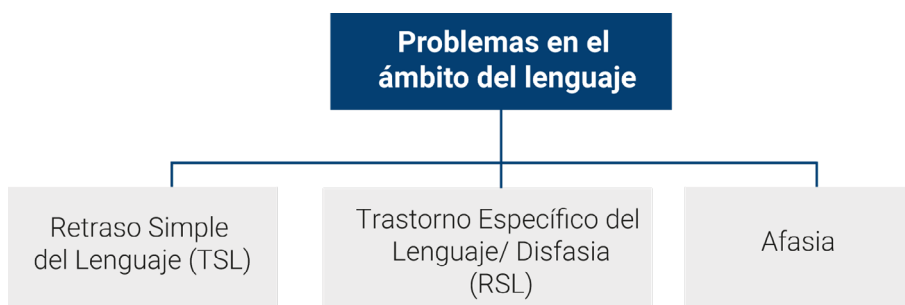 Problemas en el
ámbito del lenguaje
Retraso Simple
del Lenguaje (TSL)
Trastorno Específico del
Lenguaje/ Disfasia
(RSL)
Afasia